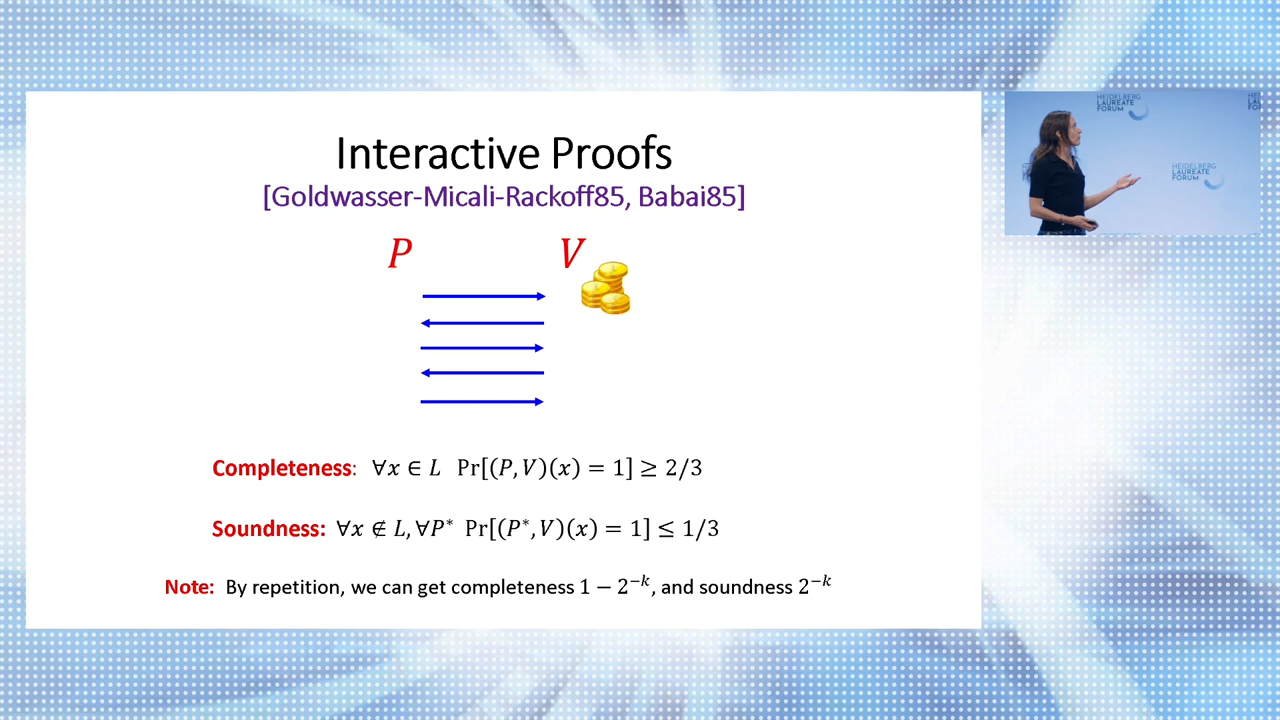 Interactive Proofs
[Goldwasser-Micali-Rackoff85, Babai85]
P V
Completeness: ∀x ∈ L Pr[(P, V)(x) = 1] ≥ 2/3
Soundness: ∀x ∉ L, ∀P* Pr[(P*, V)(x) = 1] ≤ 1/3
Note: By repetition, we can get completeness 1 − 2^{−k}, and soundness 2^{−k}
HEIDELBERG
LAUREATE
FORUM
HEIDELBERG
LAUREATE
FORUM